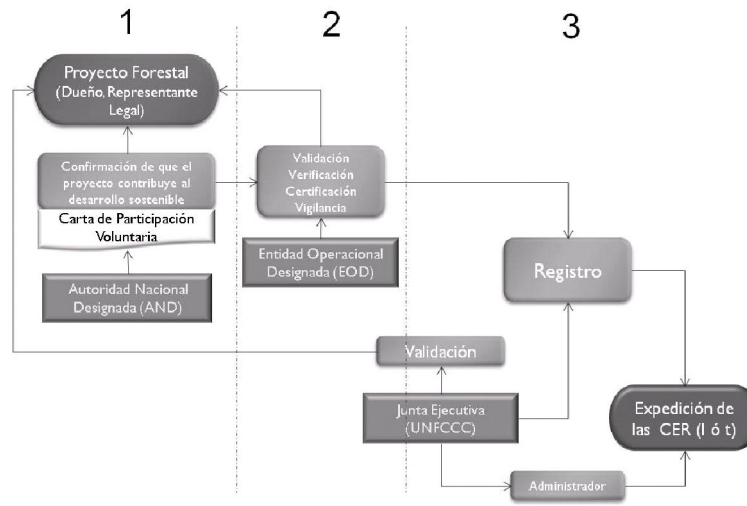 1
2
3
Proyecto Forestal
(Dueño, Representante
Legal)
Confirmación de que el
proyecto contribuye al
desarrollo sostenible
Carta de Participación
Voluntaria
Autoridad Nacional
Designada (AND)
Validación
Verificación
Certificación
Vigilancia
Entidad Operacional
Designada (EOD)
Registro
Validación
Junta Ejecutiva
(UNFCCC)
Expedición de
las CER (l ó t)
Administrador